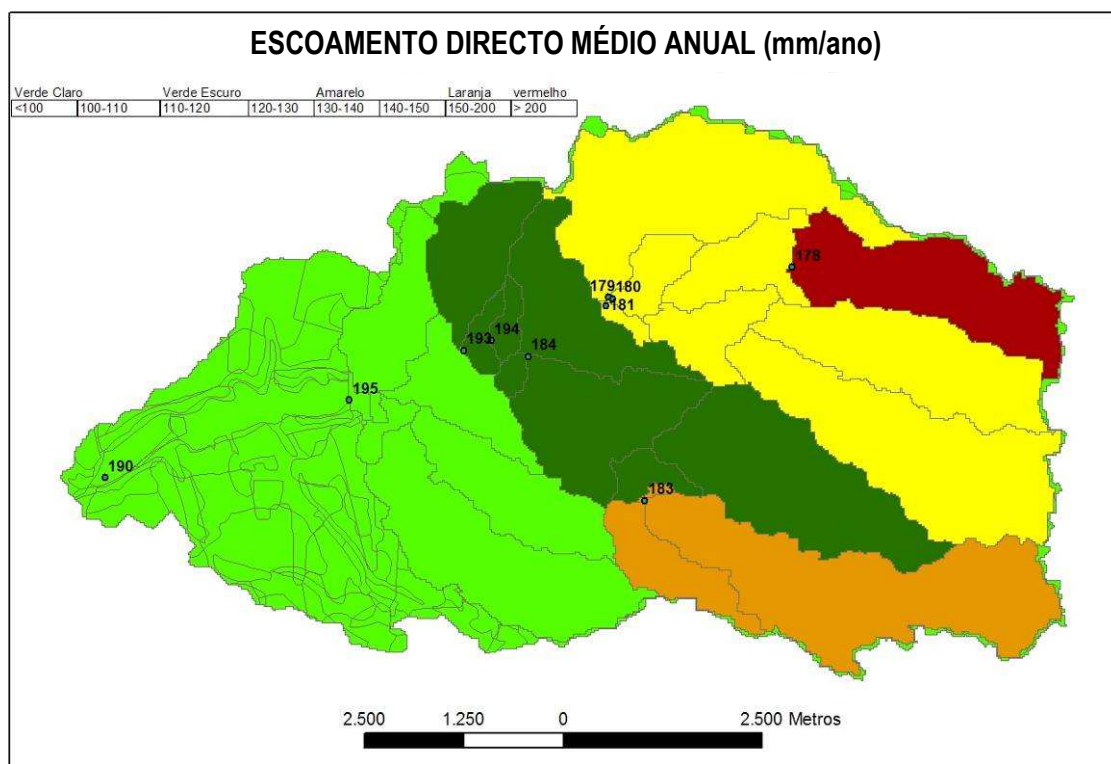 ESCOAMENTO DIRECTO MÉDIO ANUAL (mm/ano)
Verde Claro Verde Escuro Amarelo Laranja vermelho
<100 100-110 110-120 120-130 130-140 140-150 150-200 > 200
178
179 180
181
194
193
184
195
190
183
2.500 1.250 0 2.500 Metros